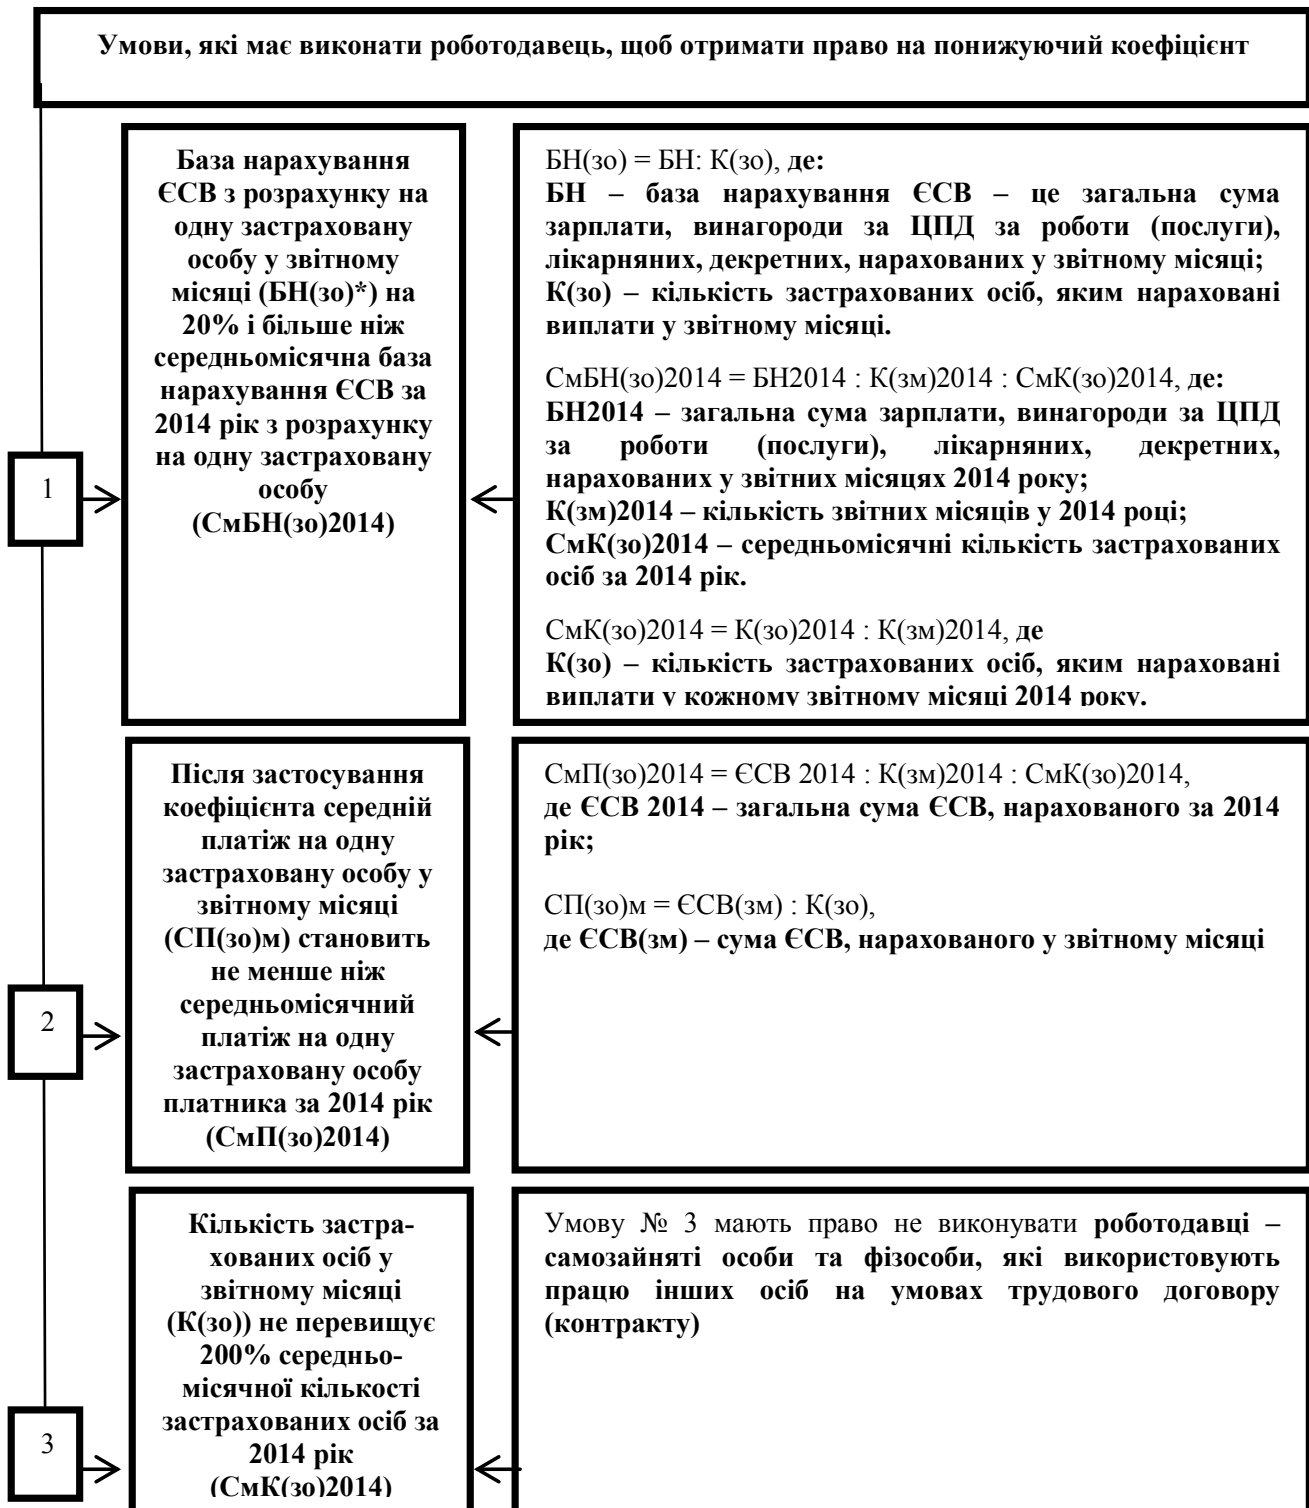 Умови, які має виконати роботодавець, щоб отримати право на понижуючий коефіцієнт
1
База нарахування
ЄСВ з розрахунку на
одну застраховану
особу у звітному
місяці (БН(зо)*) на
20% і більше ніж
середньомісячна база
нарахування ЄСВ за
2014 рік з розрахунку
на одну застраховану
особу
(СмБН(зо)2014)
БН(зо) = БН: К(зо), де:
БН – база нарахування ЄСВ – це загальна сума
зарплати, винагороди за ЦПД за роботи (послуги),
лікарняних, декретних, нарахованих у звітному місяці;
К(зо) – кількість застрахованих осіб, яким нараховані
виплати у звітному місяці.
СмБН(зо)2014 = БН2014 : К(зм)2014 : СмК(зо)2014, де:
БН2014 – загальна сума зарплати, винагороди за ЦПД
за роботи (послуги), лікарняних, декретних,
нарахованих у звітних місяцях 2014 року;
К(зм)2014 – кількість звітних місяців у 2014 році;
СмК(зо)2014 – середньомісячні кількість застрахованих
осіб за 2014 рік.
СмК(зо)2014 = К(зо)2014 : К(зм)2014, де
К(зо) – кількість застрахованих осіб, яким нараховані
виплати у кожному звітному місяці 2014 року.
2
Після застосування
коефіцієнта середній
платіж на одну
застраховану особу у
звітному місяці
(СП(зо)м) становить
не менше ніж
середньомісячний
платіж на одну
застраховану особу
платника за 2014 рік
(СмП(зо)2014)
СмП(зо)2014 = ЄСВ 2014 : К(зм)2014 : СмК(зо)2014,
де ЄСВ 2014 – загальна сума ЄСВ, нарахованого за 2014
рік;
СП(зо)м = ЄСВ(зм) : К(зо),
де ЄСВ(зм) – сума ЄСВ, нарахованого у звітному місяці
3
Кількість застра-
хованих осіб у
звітному місяці
(К(зо)) не перевищує
200% середньо-
місячної кількості
застрахованих осіб за
2014 рік
(СмК(зо)2014)
Умову № 3 мають право не виконувати роботодавці –
самозайняті особи та фізособи, які використовують
працю інших осіб на умовах трудового договору
(контракту)